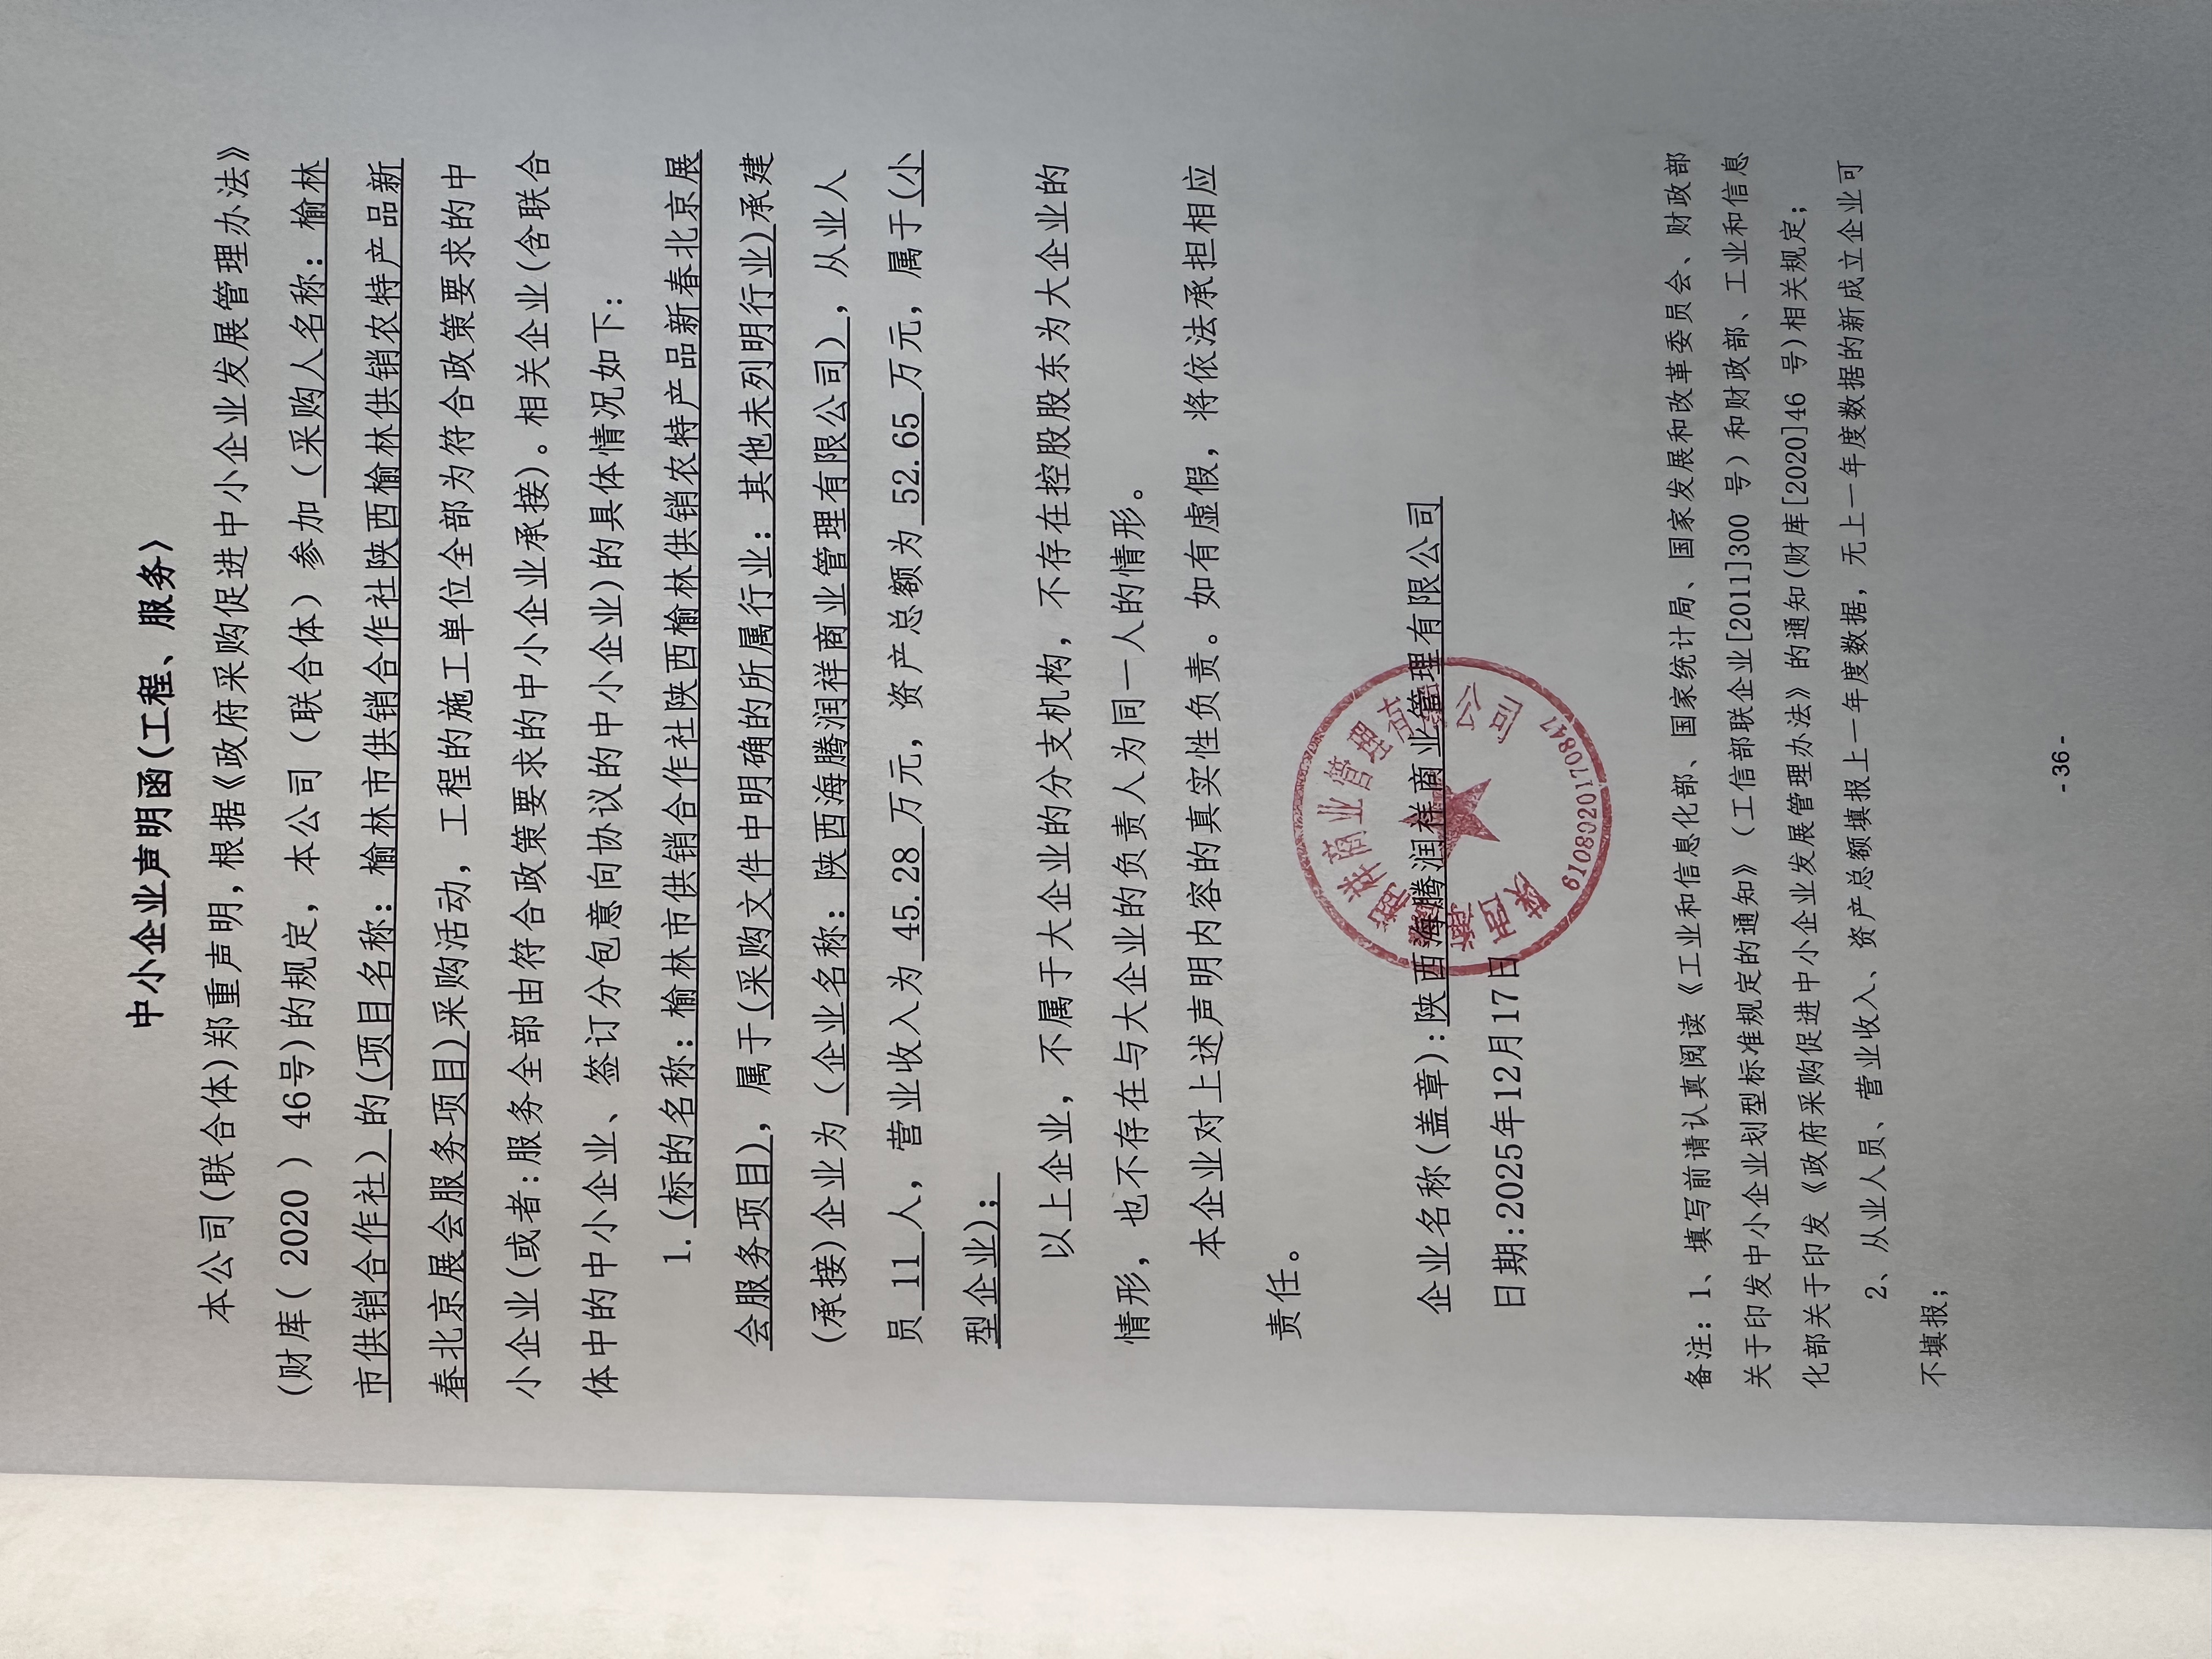 中小企业声明函(工程、服务)
本公司(联合体)郑重声明,根据《政府采购促进中小企业发展管理办法》
(财库( 2020 ) 46号)的规定，本公司（联合体）参加（采购人名称：榆林
市供销合作社）的(项目名称：榆林市供销合作社陕西榆林供销农特产品新
春北京展会服务项目)采购活动，工程的施工单位全部为符合政策要求的中
小企业(或者:服务全部由符合政策要求的中小企业承接)。相关企业(含联合
体中的中小企业、签订分包意向协议的中小企业)的具体情况如下:
1.(标的名称：榆林市供销合作社陕西榆林供销农特产品新春北京展
会服务项目)，属于(采购文件中明确的所属行业：其他未列明行业)承建
(承接)企业为（企业名称：陕西海腾润祥商业管理有限公司），从业人
员 11 人，营业收入为 45.28 万元，资产总额为 52.65 万元，属于(小
型企业)；
以上企业，不属于大企业的分支机构，不存在控股股东为大企业的
情形，也不存在与大企业的负责人为同一人的情形。
本企业对上述声明内容的真实性负责。如有虚假，将依法承担相应
责任。
企业名称(盖章):陕西海腾润祥商业管理有限公司
日期:2025年12月17日
6108020170847
备注：1、填写前请认真阅读《工业和信息化部、国家统计局、国家发展和改革委员会、财政部
关于印发中小企业划型标准规定的通知》（工信部联企业[2011]300 号）和财政部、工业和信息
化部关于印发《政府采购促进中小企业发展管理办法》的通知(财库[2020]46 号)相关规定；
2、从业人员、营业收入、资产总额填报上一年度数据，无上一年度数据的新成立企业可
不填报；
- 36 -